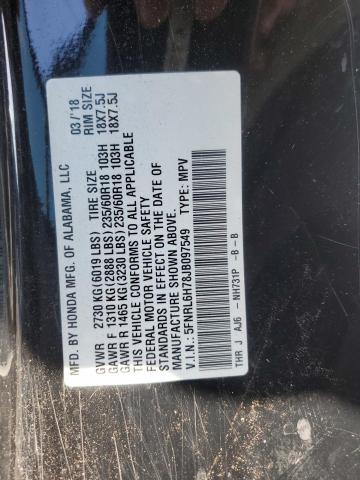 MFD. BY HONDA MFG. OF ALABAMA, LLC 03/'18
GVWR 2730 KG (6019 LBS) TIRE SIZE RIM SIZE
GAWR F 1310 KG (2889 LBS) 235/60R18 103H 18X7.5J
GAWR R 1465 KG (3230 LBS) 235/60R18 103H 18X7.5J
THIS VEHICLE CONFORMS TO ALL APPLICABLE
FEDERAL MOTOR VEHICLE SAFETY
STANDARDS IN EFFECT ON THE DATE OF
MANUFACTURE SHOWN ABOVE.
V.I.N.: 5FNRL6H78JB097549 TYPE: MPV
THR J AJ6 - NH731P -B - B